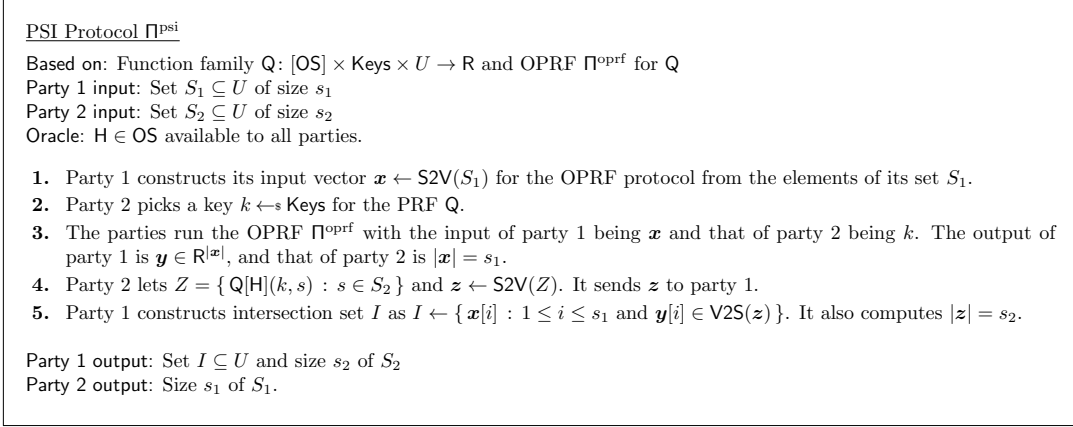 PSI Protocol Π^psi
Based on: Function family Q: [OS] × Keys × U → R and OPRF Π^oprf for Q
Party 1 input: Set S₁ ⊆ U of size s₁
Party 2 input: Set S₂ ⊆ U of size s₂
Oracle: H ∈ OS available to all parties.
1. Party 1 constructs its input vector x ← S2V(S₁) for the OPRF protocol from the elements of its set S₁.
2. Party 2 picks a key k ←$ Keys for the PRF Q.
3. The parties run the OPRF Π^oprf with the input of party 1 being x and that of party 2 being k. The output of
party 1 is y ∈ R^|x|, and that of party 2 is |x| = s₁.
4. Party 2 lets Z = { Q[H](k, s) : s ∈ S₂ } and z ← S2V(Z). It sends z to party 1.
5. Party 1 constructs intersection set I as I ← { x[i] : 1 ≤ i ≤ s₁ and y[i] ∈ V2S(z) }. It also computes |z| = s₂.
Party 1 output: Set I ⊆ U and size s₂ of S₂
Party 2 output: Size s₁ of S₁.